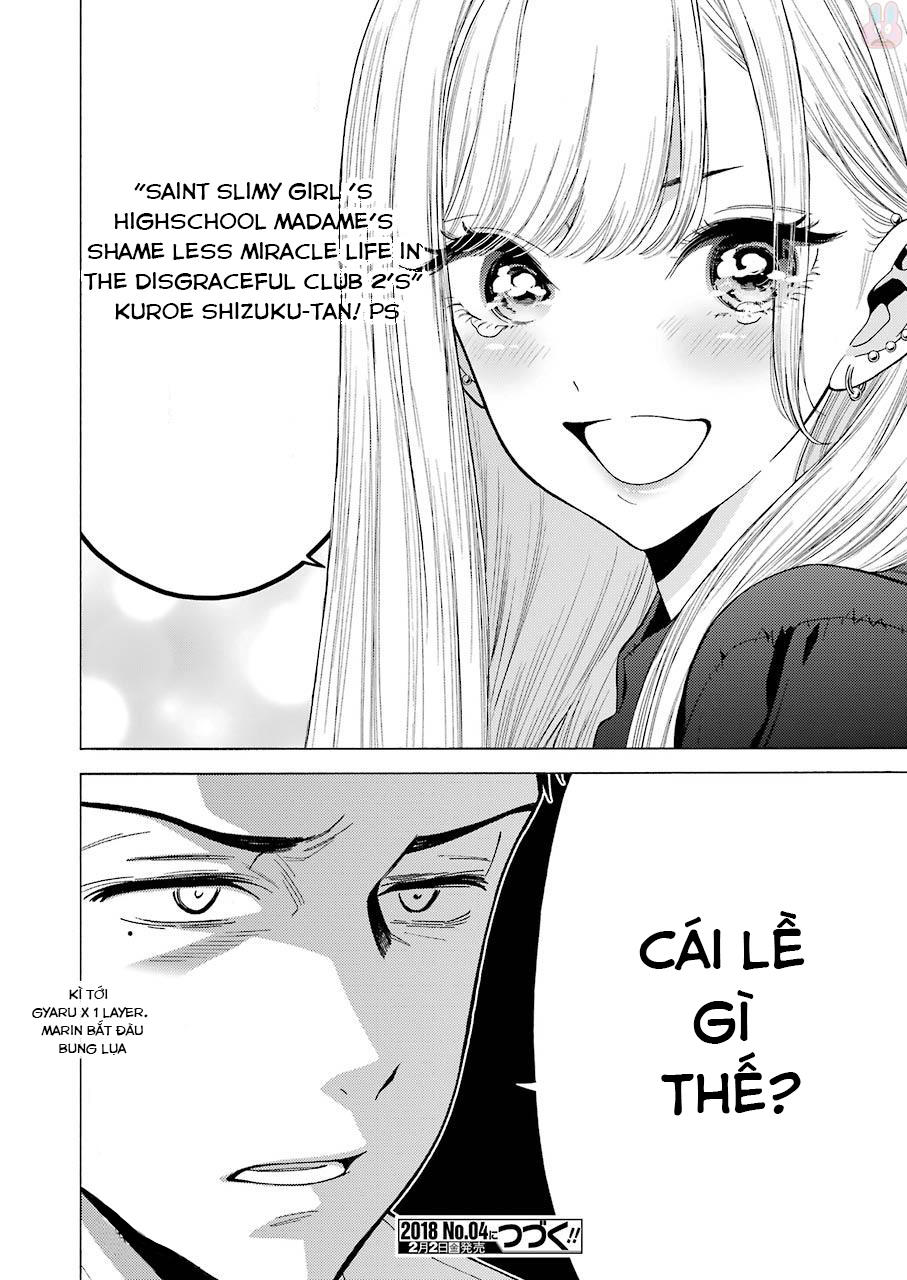 "SAINT SLIMY GIRL 'S
HIGHSCHOOL MADAME'S
SHAME LESS MIRACLE LIFE IN
THE DISGRACEFUL CLUB 2'S"
KUROE SHIZUKU-TAN! PS
CÁI LỀ
GÌ
THẾ?
KÌ TỚI
GYARU X 1 LAYER.
MARIN BẮT ĐẦU
BUNG LỤA
2018 No.04につづく!!
2月2日金発売